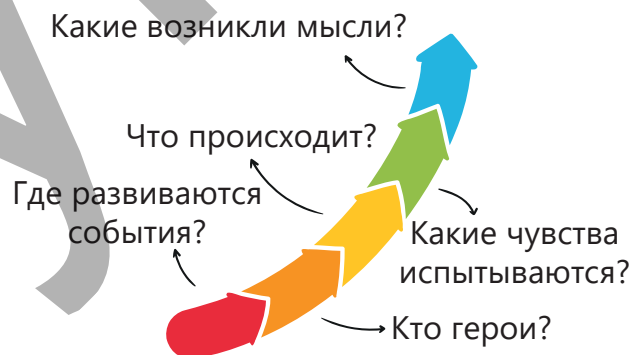 Какие возникли мысли?
Что происходит?
Где развиваются
события?
Какие чувства
испытываются?
Кто герои?